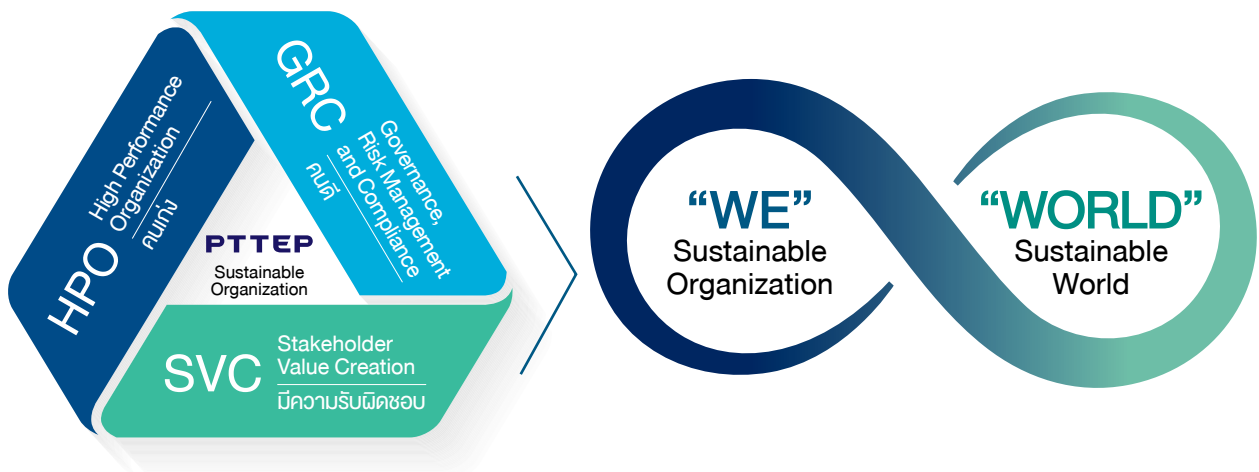 HPO
High Performance
Organization
คนเก่ง
GRC
Governance,
Risk Management
and Compliance
คนดี
PTTEP
Sustainable
Organization
SVC
Stakeholder
Value Creation
มีความรับผิดชอบ
“WE”
Sustainable
Organization
“WORLD”
Sustainable
World